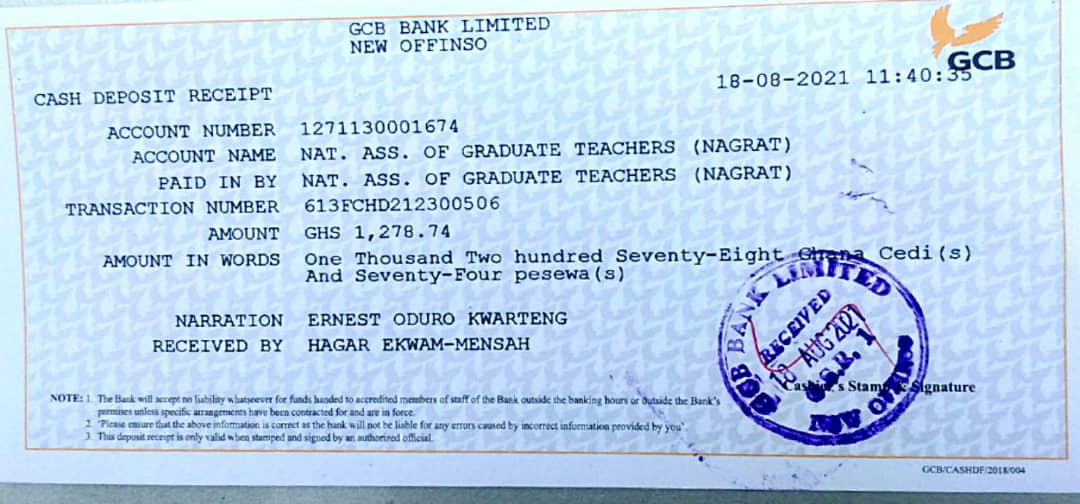 GCB BANK LIMITED
NEW OFFINSO
GCB
18-08-2021 11:40:35
CASH DEPOSIT RECEIPT
ACCOUNT NUMBER 1271130001674
ACCOUNT NAME NAT. ASS. OF GRADUATE TEACHERS (NAGRAT)
PAID IN BY NAT. ASS. OF GRADUATE TEACHERS (NAGRAT)
TRANSACTION NUMBER 613FCHD212300506
AMOUNT GHS 1,278.74
AMOUNT IN WORDS One Thousand Two hundred Seventy-Eight Ghana Cedi(s)
And Seventy-Four pesewa(s)
NARRATION ERNEST ODURO KWARTENG
RECEIVED BY HAGAR EKWAM-MENSAH
GCB BANK LIMITED
RECEIVED
18 AUG 2021
NEW OFFINSO
Cashier's Stamp & Signature
NOTE: 1. The Bank will accept no liability whatsoever for funds handed to accredited members of staff of the Bank outside the banking hours or outside the Bank's
premises unless specific arrangements have been contracted for and are in force.
2. 'Please ensure that the above information is correct as the bank will not be liable for any errors caused by incorrect information provided by you'
3. This deposit receipt is only valid when stamped and signed by an authorized official.
GCB/CASHDF/2018/004